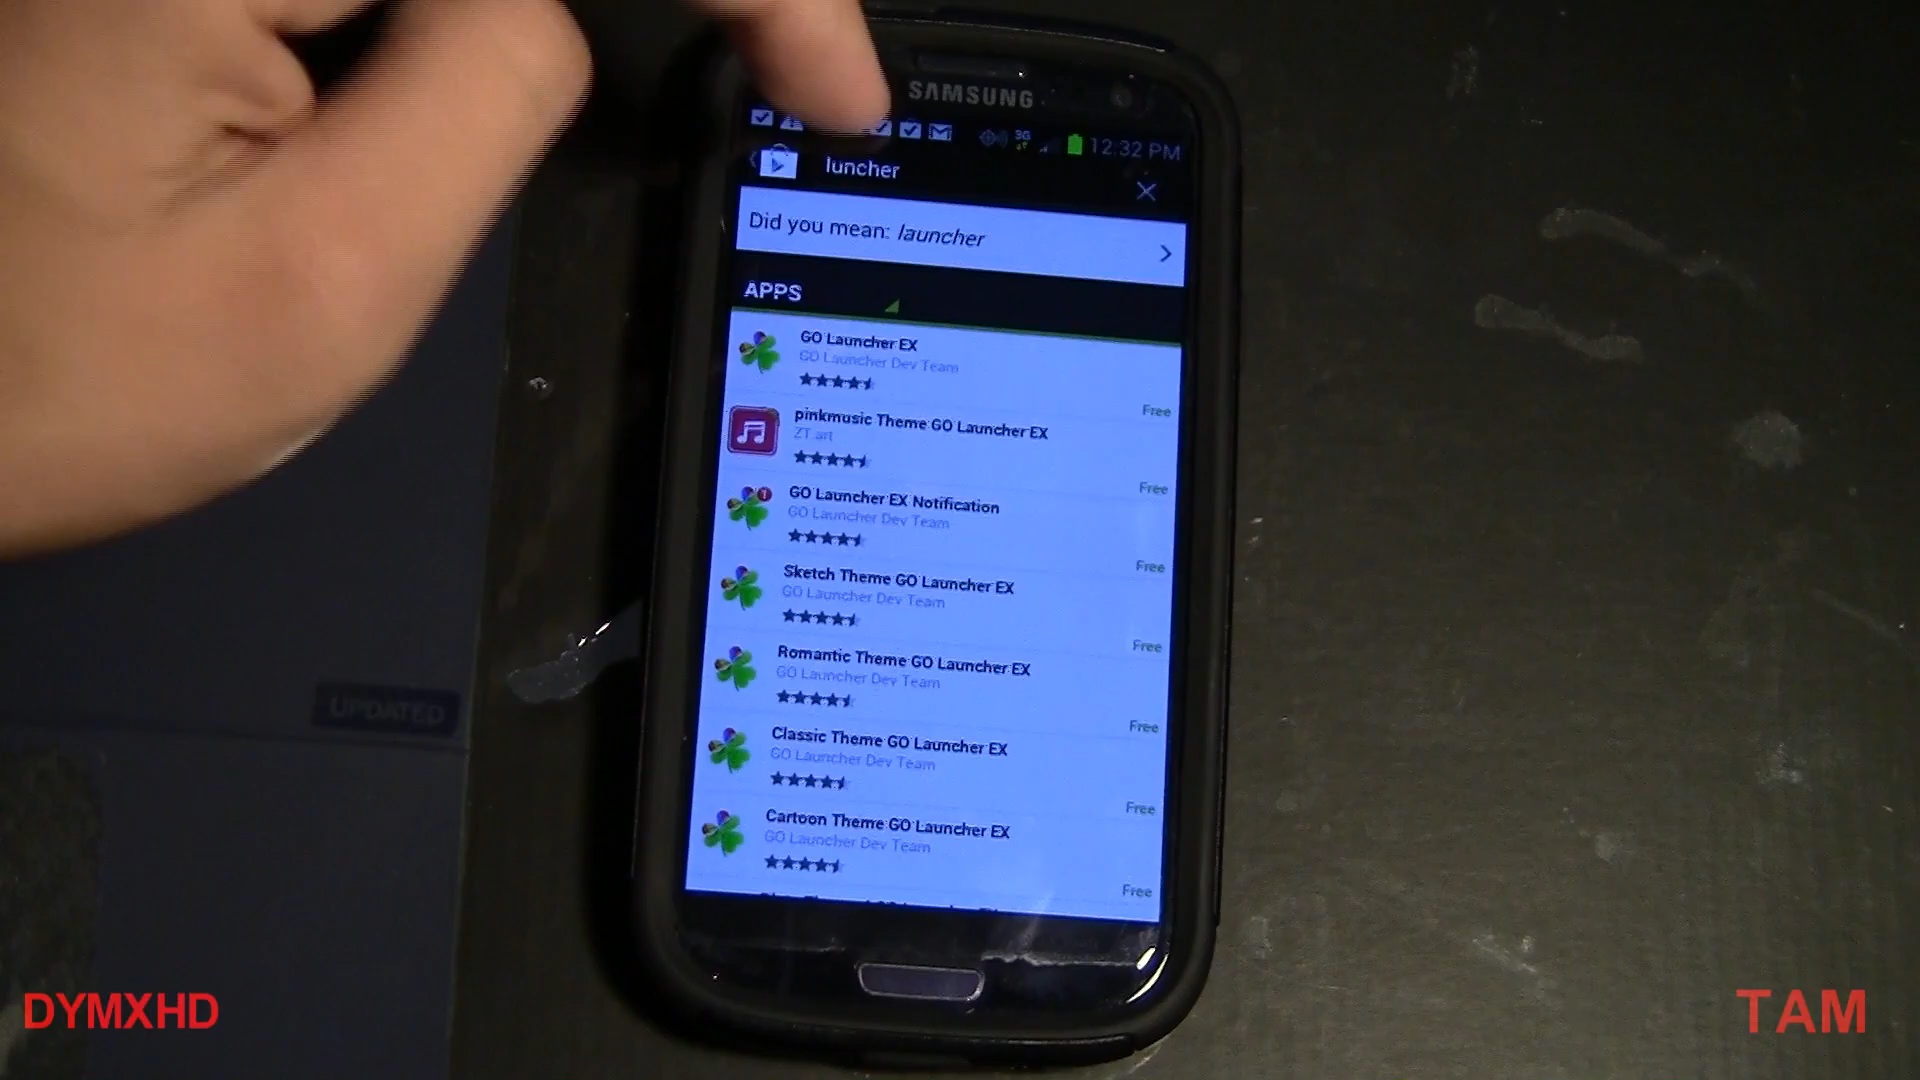 SAMSUNG
3G 12:32 PM
luncher
Did you mean: launcher
APPS
GO Launcher EX
GO Launcher Dev Team
Free
pinkmusic Theme GO Launcher EX
ZT.art
Free
GO Launcher EX Notification
GO Launcher Dev Team
Free
Sketch Theme GO Launcher EX
GO Launcher Dev Team
Free
Romantic Theme GO Launcher EX
GO Launcher Dev Team
Free
Classic Theme GO Launcher EX
GO Launcher Dev Team
Free
Cartoon Theme GO Launcher EX
GO Launcher Dev Team
Free
UPDATED
DYMXHD
TAM